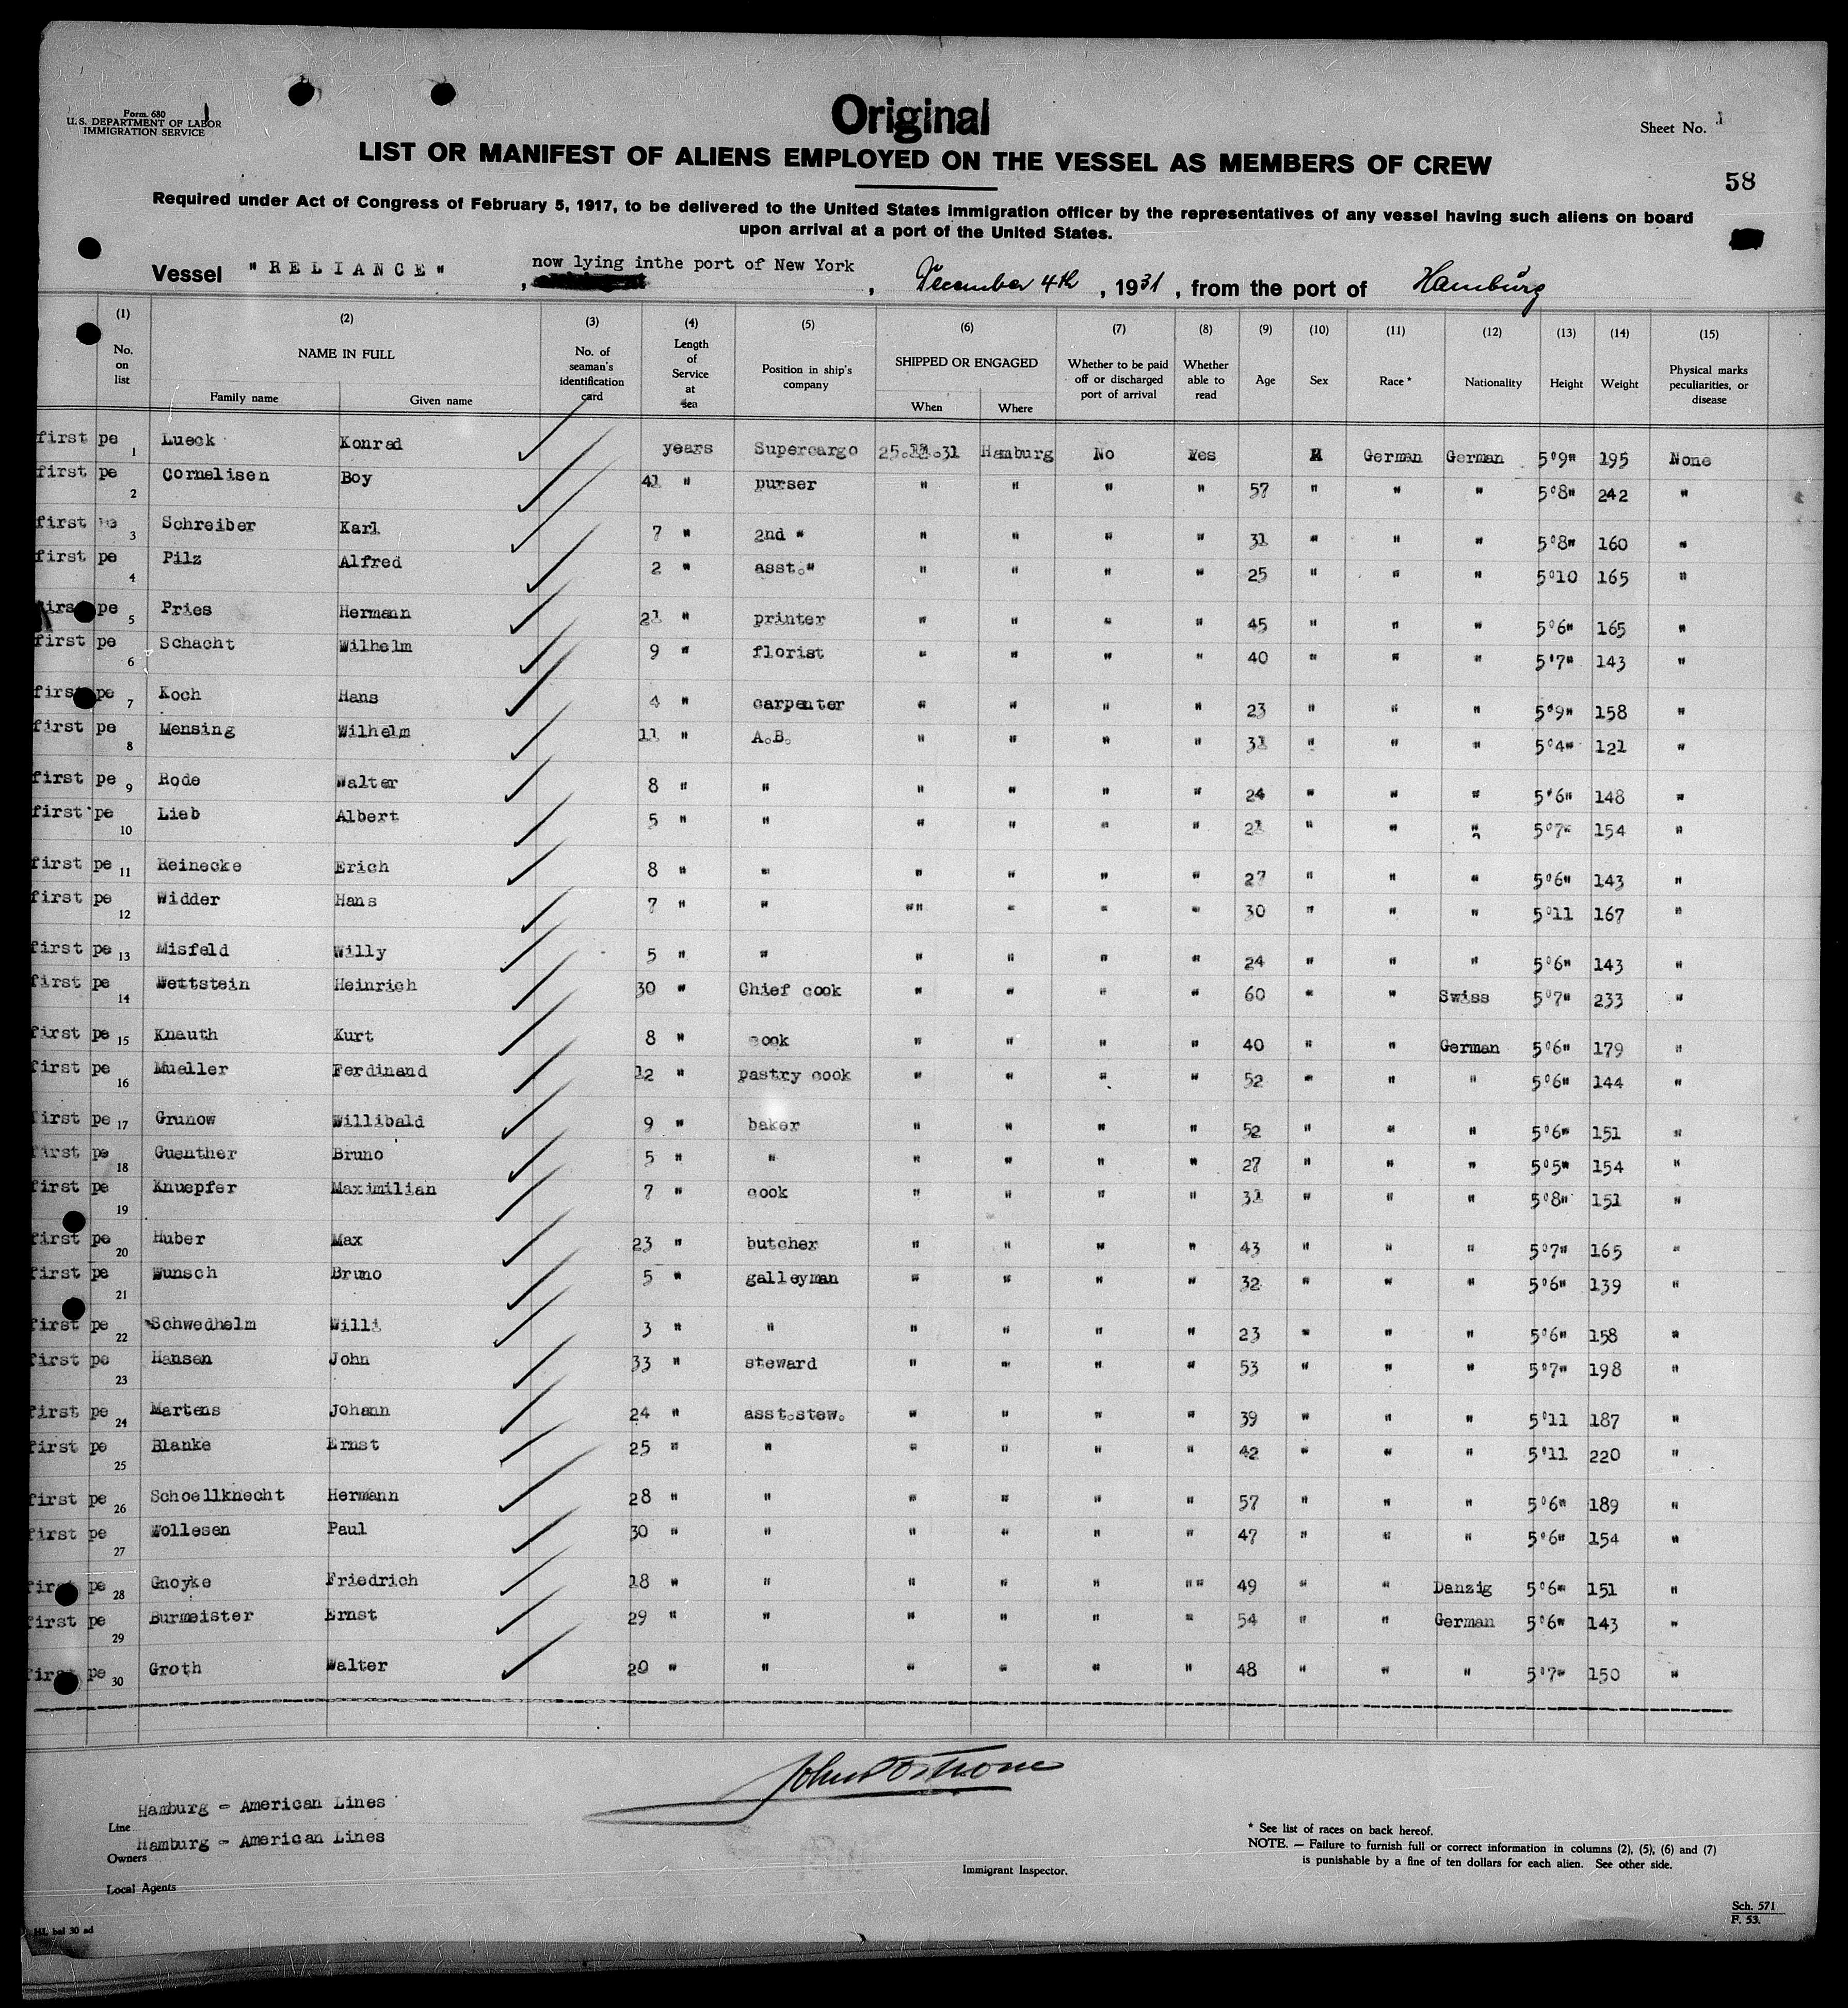 Form 680
U.S. DEPARTMENT OF LABOR
IMMIGRATION SERVICE
Original
Sheet No. 1
LIST OR MANIFEST OF ALIENS EMPLOYED ON THE VESSEL AS MEMBERS OF CREW
58
Required under Act of Congress of February 5, 1917, to be delivered to the United States immigration officer by the representatives of any vessel having such aliens on board
upon arrival at a port of the United States.
Vessel "RELIANCE", now lying inthe port of New York, December 4th, 1931, from the port of Hamburg
(1) (2) (3) (4) (5) (6) (7) (8) (9) (10) (11) (12) (13) (14) (15)
No. on list NAME IN FULL Family name Given name No. of seaman's identification card Length of Service at sea Position in ship's company SHIPPED OR ENGAGED When Where Whether to be paid off or discharged port of arrival Whether able to read Age Sex Race * Nationality Height Weight Physical marks peculiarities, or disease
first pe 1 Lueck Konrad years Supercargo 25. .31 Hamburg No Yes M German German 5°9" 195 None
first pe 2 Cornelisen Boy 41 " purser " " " " 57 " " " 5°8" 242 "
first pe 3 Schreiber Karl 7 " 2nd " " " " " 31 " " " 5°8" 160 "
first pe 4 Pilz Alfred 2 " asst." " " " " 25 " " " 5°10 165 "
first pe 5 Pries Hermann 21 " printer " " " " 45 " " " 5°6" 165 "
first pe 6 Schacht Wilhelm 9 " florist " " " " 40 " " " 5'7" 143 "
first pe 7 Koch Hans 4 " carpenter " " " " 23 " " " 5°9" 158 "
first pe 8 Mensing Wilhelm 11 " A.B. " " " " 31 " " " 5°4" 121 "
first pe 9 Rode Walter 8 " " " " " " 24 " " " 5'6" 148 "
first pe 10 Lieb Albert 5 " " " " " " 21 " " " 5°7" 154 "
first pe 11 Reinecke Erich 8 " " " " " " 27 " " " 5°6" 143 "
first pe 12 Widder Hans 7 " " "" " " " 30 " " " 5°11 167 "
first pe 13 Misfeld Willy 5 " " " " " " 24 " " " 5°6" 143 "
first pe 14 Wettstein Heinrich 30 " Chief cook " " " " 60 " " Swiss 5°7" 233 "
first pe 15 Knauth Kurt 8 " cook " " " " 40 " " German 5°6" 179 "
first pe 16 Mueller Ferdinand 12 " pastry cook " " " " 52 " " " 5°6" 144 "
first pe 17 Grunow Willibald 9 " baker " " " " 52 " " " 5°6" 151 "
first pe 18 Guenther Bruno 5 " " " " " " 27 " " " 5°5" 154 "
first pe 19 Knuepfer Maximilian 7 " cook " " " " 31 " " " 5°8" 151 "
first pe 20 Huber Max 23 " butcher " " " " 43 " " " 5°7" 165 "
first pe 21 Wunsch Bruno 5 " galleyman " " " " 32 " " " 5°6" 139 "
first pe 22 Schwedhelm Willi 3 " " " " " " 23 " " " 5°6" 158 "
first pe 23 Hansen John 33 " steward " " " " 53 " " " 5°7" 198 "
first pe 24 Martens Johann 24 " asst.stew. " " " " 39 " " " 5'11 187 "
first pe 25 Blanke Ernst 25 " " " " " " 42 " " " 5'11 220 "
first pe 26 Schoellknecht Hermann 28 " " " " " " 57 " " " 5°6" 189 "
first pe 27 Wollesen Paul 30 " " " " " " 47 " " " 5°6" 154 "
first pe 28 Gnoyke Friedrich 18 " " " " " "" 49 " " Danzig 5°6" 151 "
first pe 29 Burmeister Ernst 29 " " " " " " 54 " " German 5°6" 143 "
first pe 30 Groth Walter 20 " " " " " " 48 " " " 5'7" 150 "
Line Hamburg - American Lines
Owners Hamburg - American Lines
Local Agents
Immigrant Inspector.
* See list of races on back hereof.
NOTE. — Failure to furnish full or correct information in columns (2), (5), (6) and (7)
is punishable by a fine of ten dollars for each alien. See other side.
Sch. 571
F. 53.
HL bel 30 ad